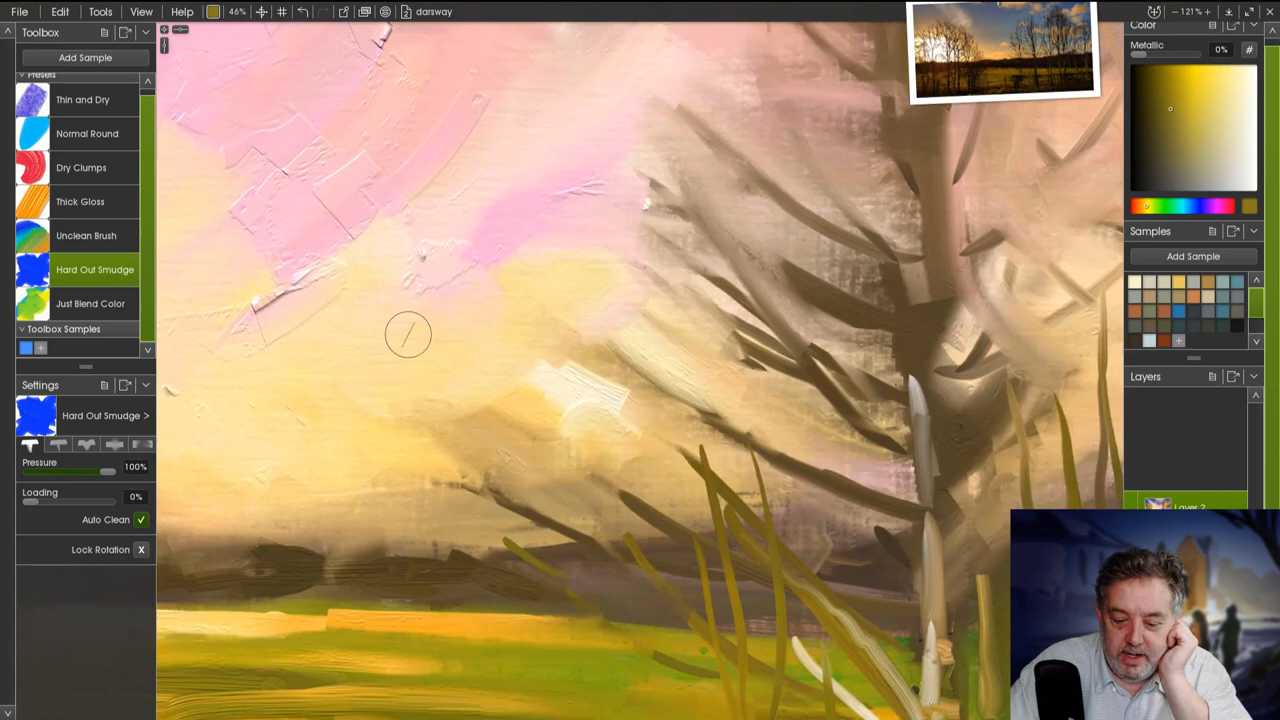 File Edit Tools View Help 46% darsway 121%
Toolbox
Add Sample
Presets
Thin and Dry
Normal Round
Dry Clumps
Thick Gloss
Unclean Brush
Hard Out Smudge
Just Blend Color
Toolbox Samples
Settings
Hard Out Smudge >
Pressure
100%
Loading
0%
Auto Clean
Lock Rotation X
Color
Metallic
0% #
Samples
Add Sample
Layers
Layer 2